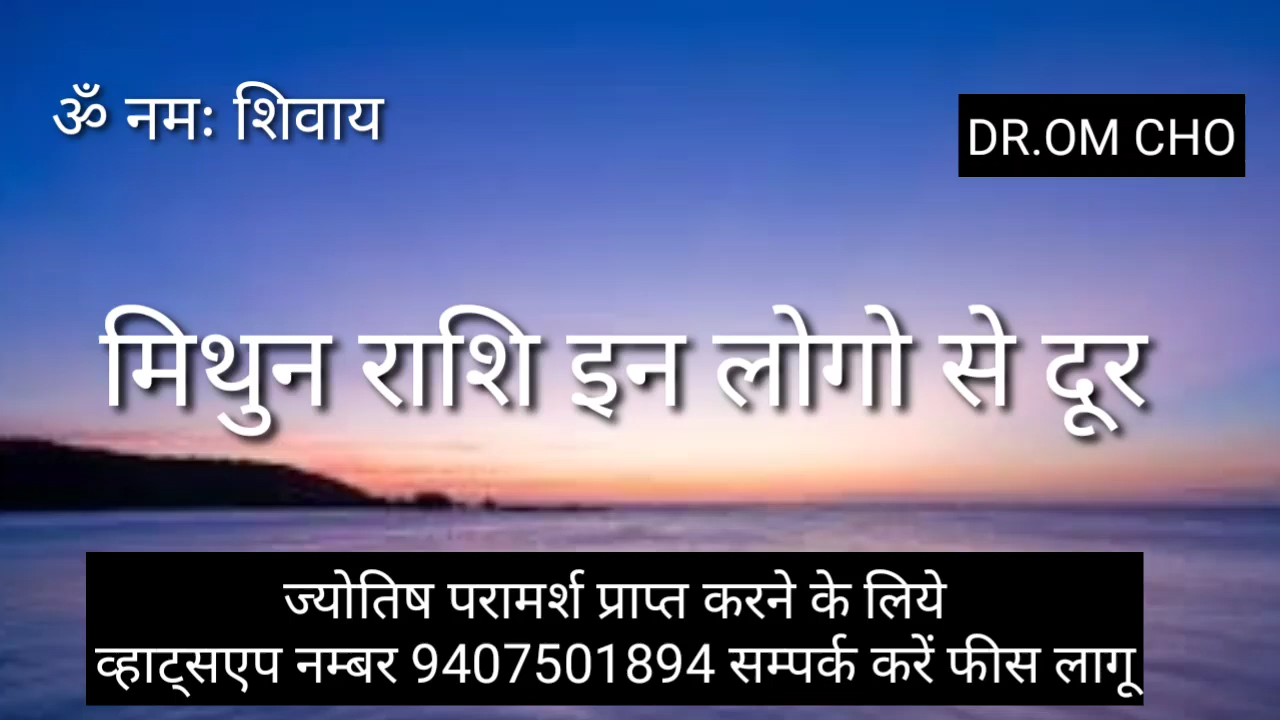 ॐ नमः शिवाय
DR.OM CHO
मिथुन राशि इन लोगो से दूर
ज्योतिष परामर्श प्राप्त करने के लिये
व्हाट्सएप नम्बर 9407501894 सम्पर्क करें फीस लागू